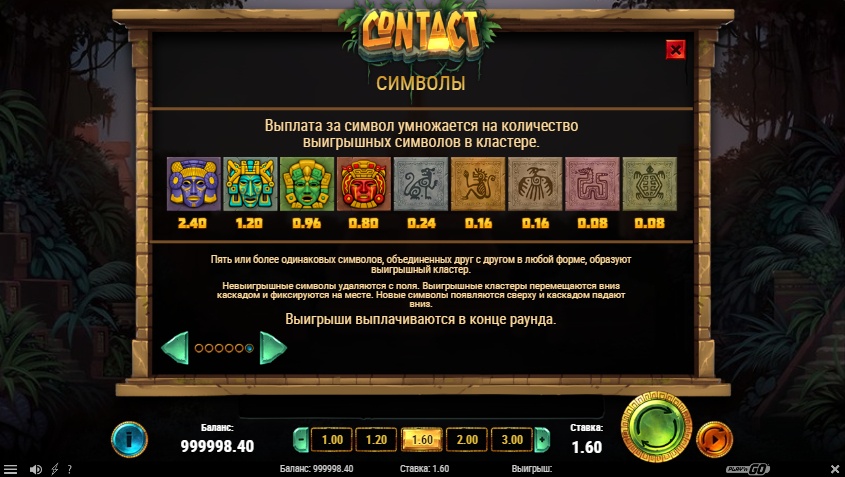 CONTACT
СИМВОЛЫ
Выплата за символ умножается на количество
выигрышных символов в кластере.
2.40 1.20 0.96 0.80 0.24 0.16 0.16 0.08 0.08
Пять или более одинаковых символов, объединенных друг с другом в любой форме, образуют
выигрышный кластер.
Невыигрышные символы удаляются с поля. Выигрышные кластеры перемещаются вниз
каскадом и фиксируются на месте. Новые символы появляются сверху и каскадом падают
вниз.
Выигрыши выплачиваются в конце раунда.
Баланс:
999998.40
- 1.00 1.20 1.60 2.00 3.00 +
Ставка:
1.60
? Баланс: 999998.40 Ставка: 1.60 Выигрыш: PLAY'N GO